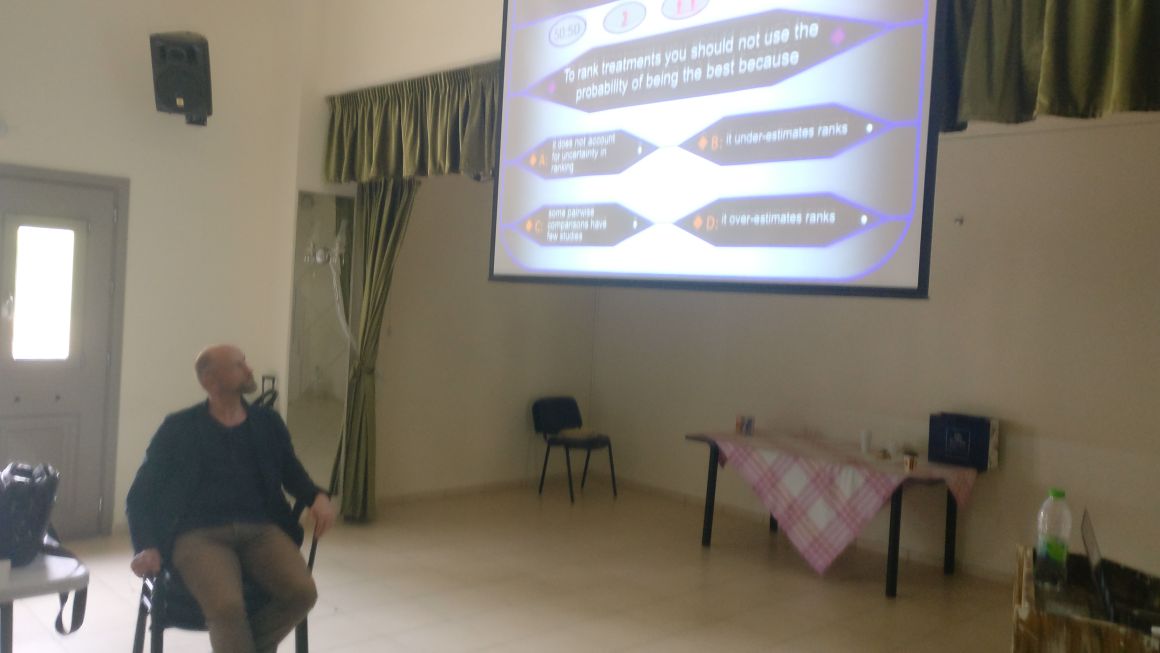 50:50
To rank treatments you should not use the
probability of being the best because
A: it does not account
for uncertainty in
ranking
B: it under-estimates ranks
C: some pairwise
comparisons have
few studies
D: it over-estimates ranks